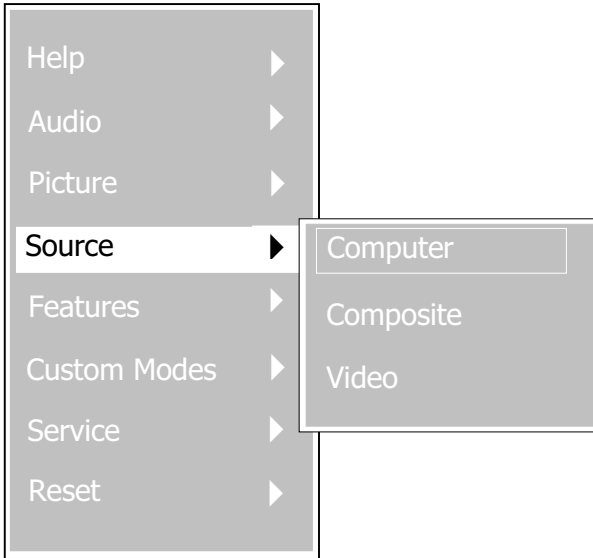 Help
Audio
Picture
Source
Features
Custom Modes
Service
Reset
Computer
Composite
Video